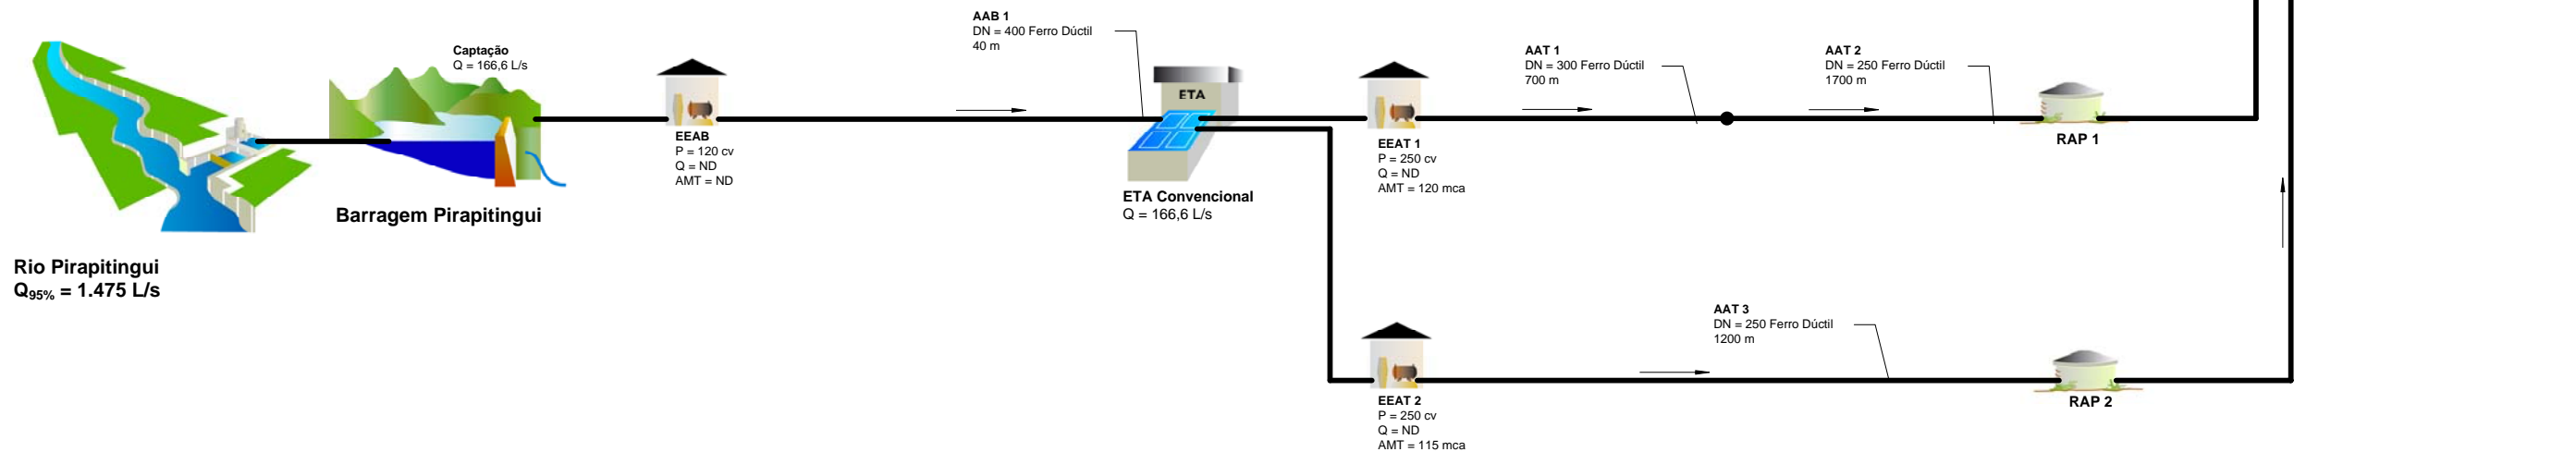 Rio Pirapitingui
Q95% = 1.475 L/s
Barragem Pirapitingui
Captação
Q = 166,6 L/s
EEAB
P = 120 cv
Q = ND
AMT = ND
AAB 1
DN = 400 Ferro Dúctil
40 m
ETA
ETA Convencional
Q = 166,6 L/s
EEAT 1
P = 250 cv
Q = ND
AMT = 120 mca
AAT 1
DN = 300 Ferro Dúctil
700 m
AAT 2
DN = 250 Ferro Dúctil
1700 m
RAP 1
EEAT 2
P = 250 cv
Q = ND
AMT = 115 mca
AAT 3
DN = 250 Ferro Dúctil
1200 m
RAP 2